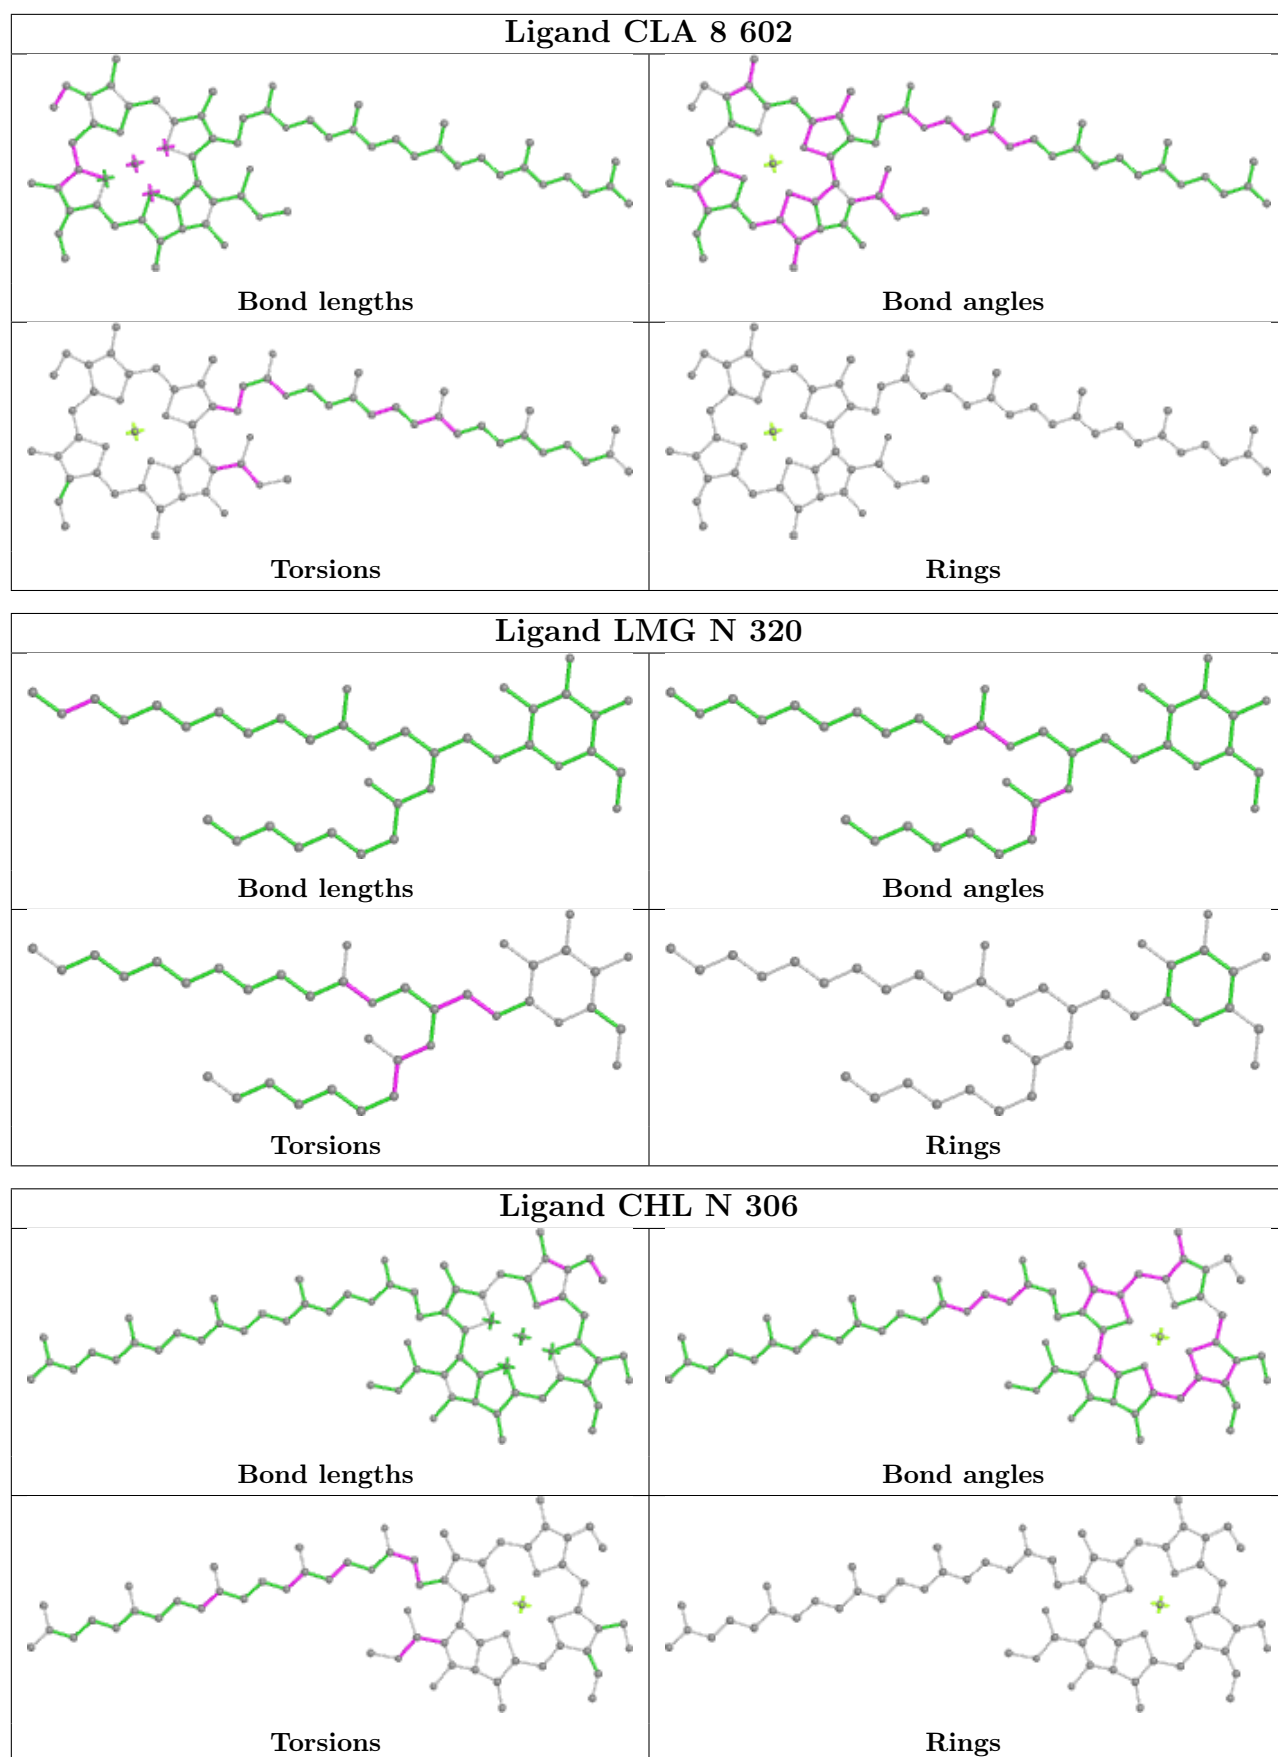 Ligand CLA 8 602
Bond lengths
Bond angles
Torsions
Rings
Ligand LMG N 320
Bond lengths
Bond angles
Torsions
Rings
Ligand CHL N 306
Bond lengths
Bond angles
Torsions
Rings